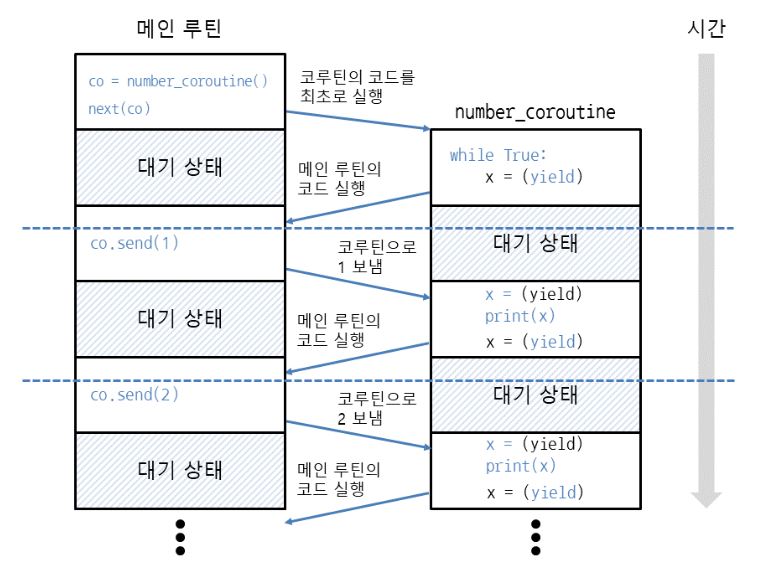 메인 루틴
시간
co = number_coroutine()
next(co)
코루틴의 코드를
최초로 실행
number_coroutine
대기 상태
메인 루틴의
코드 실행
while True:
x = (yield)
co.send(1)
코루틴으로
1 보냄
대기 상태
대기 상태
메인 루틴의
코드 실행
x = (yield)
print(x)
x = (yield)
co.send(2)
코루틴으로
2 보냄
대기 상태
대기 상태
메인 루틴의
코드 실행
x = (yield)
print(x)
x = (yield)